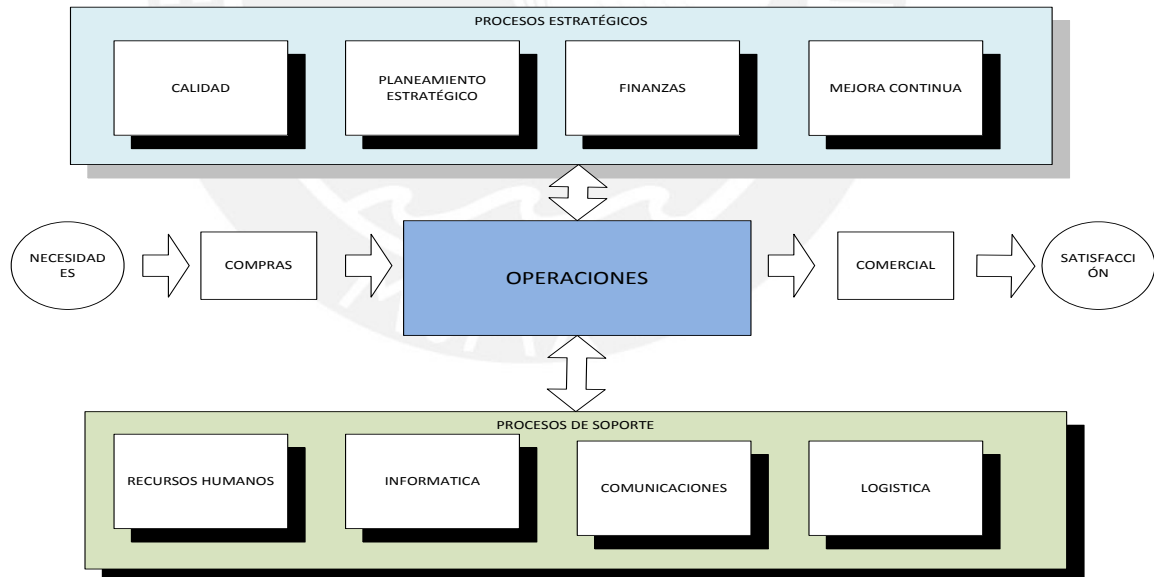 PROCESOS ESTRATÉGICOS
CALIDAD
PLANEAMIENTO
ESTRATÉGICO
FINANZAS
MEJORA CONTINUA
NECESIDAD
ES
COMPRAS
OPERACIONES
COMERCIAL
SATISFACCI
ÓN
PROCESOS DE SOPORTE
RECURSOS HUMANOS
INFORMATICA
COMUNICACIONES
LOGISTICA